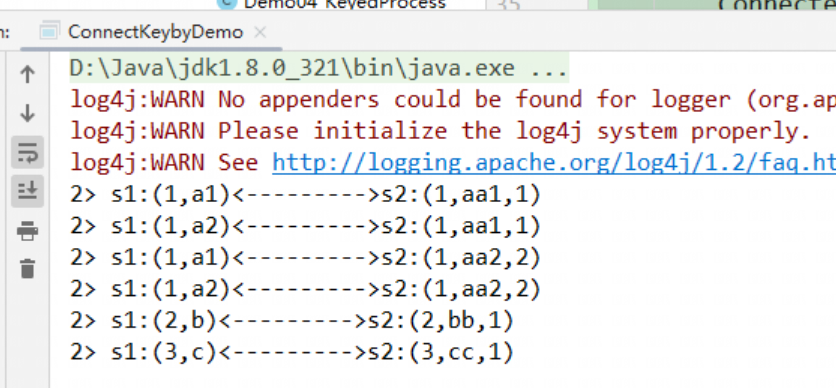 Demo04_KeyedProcess
35
Connecte
n:
ConnectKeybyDemo
D:\Java\jdk1.8.0_321\bin\java.exe ...
log4j:WARN No appenders could be found for logger (org.ap
log4j:WARN Please initialize the log4j system properly.
log4j:WARN See http://logging.apache.org/log4j/1.2/faq.ht
2> s1:(1,a1)<--------->s2:(1,aa1,1)
2> s1:(1,a2)<--------->s2:(1,aa1,1)
2> s1:(1,a1)<--------->s2:(1,aa2,2)
2> s1:(1,a2)<--------->s2:(1,aa2,2)
2> s1:(2,b)<--------->s2:(2,bb,1)
2> s1:(3,c)<--------->s2:(3,cc,1)